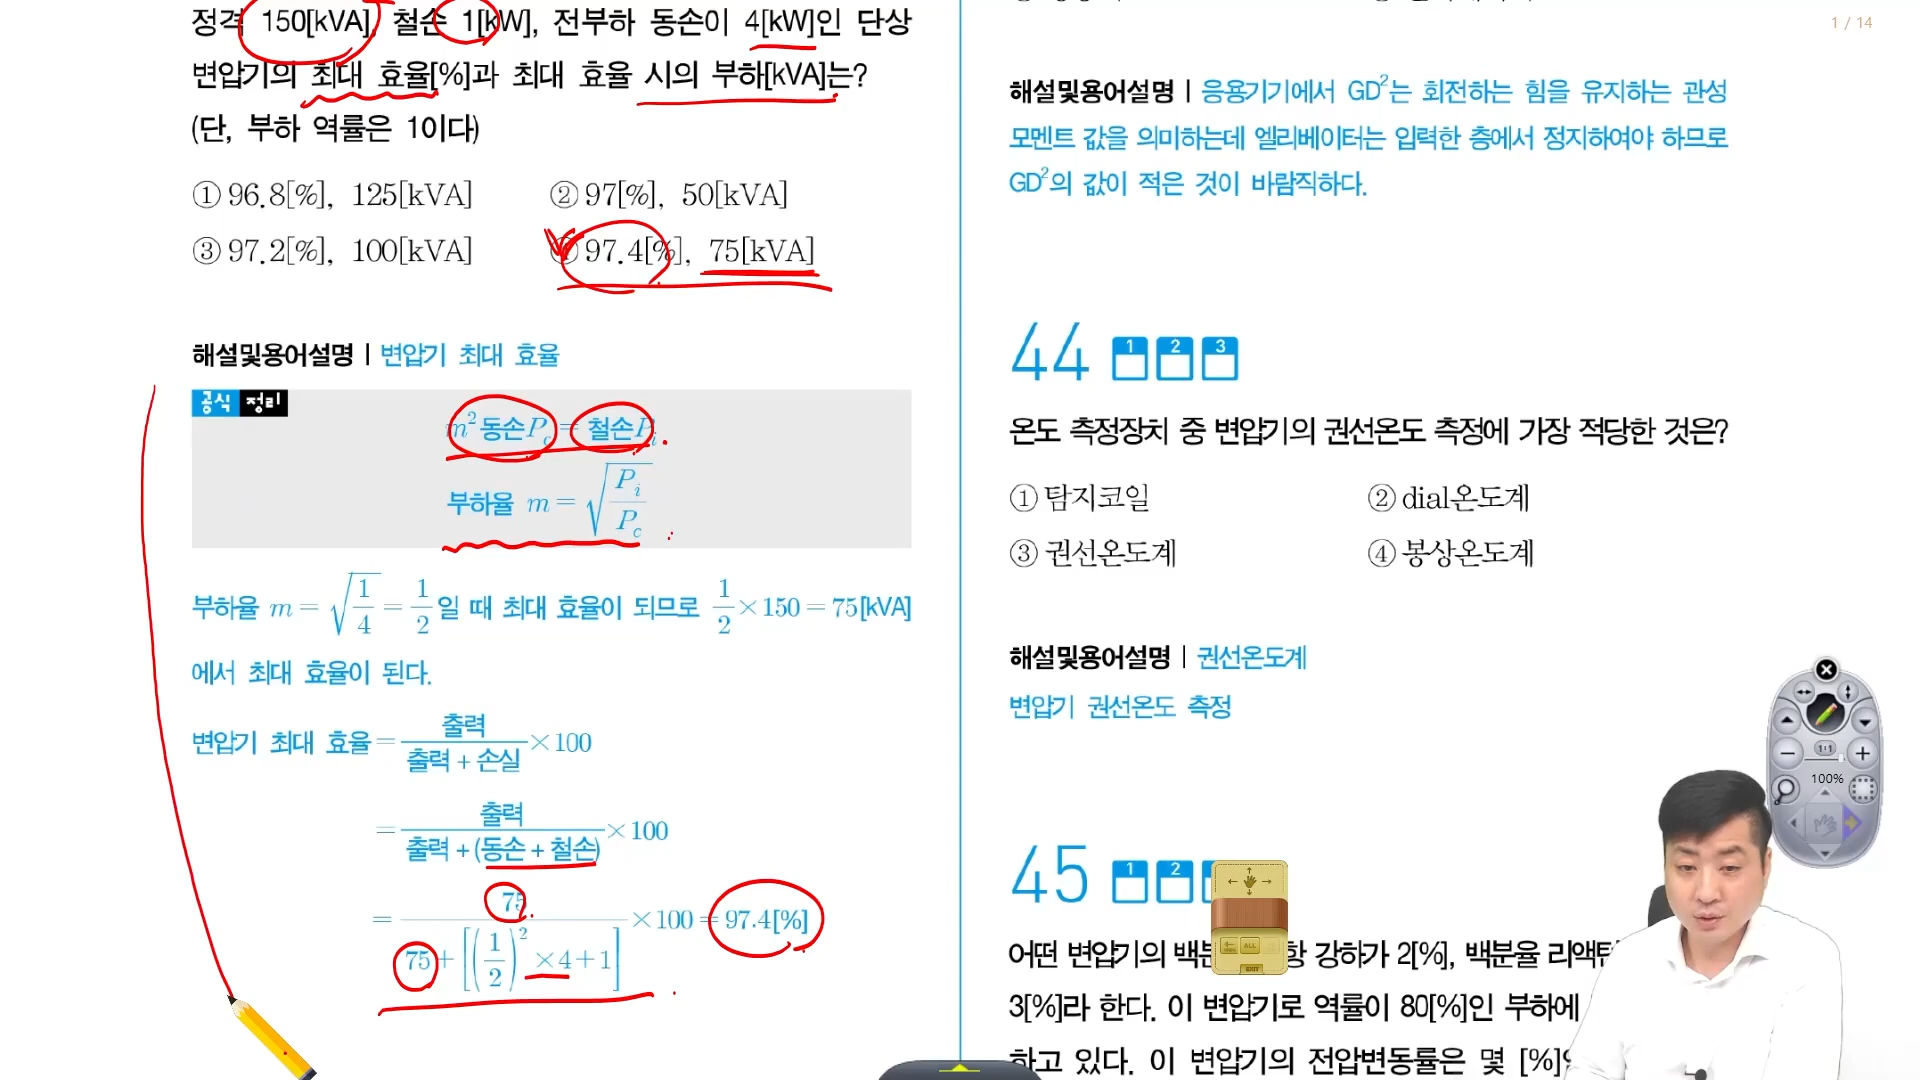 정격 150[kVA], 철손 1[kW], 전부하 동손이 4[kW]인 단상
변압기의 최대 효율[%]과 최대 효율 시의 부하[kVA]는?
(단, 부하 역률은 1이다)
① 96.8[%], 125[kVA] ② 97[%], 50[kVA]
③ 97.2[%], 100[kVA] ④ 97.4[%], 75[kVA]
해설및용어설명 | 변압기 최대 효율
공식 정리
m² 동손P_c = 철손P_i
부하율 m = √(P_i/P_c)
부하율 m = √(1/4) = 1/2일 때 최대 효율이 되므로 1/2 × 150 = 75[kVA]
에서 최대 효율이 된다.
변압기 최대 효율 = 출력/(출력 + 손실) × 100
= 출력/(출력 + (동손 + 철손)) × 100
= 75/(75 + [(1/2)² × 4 + 1]) × 100 = 97.4[%]
1 / 14
해설및용어설명 | 응용기기에서 GD²는 회전하는 힘을 유지하는 관성
모멘트 값을 의미하는데 엘리베이터는 입력한 층에서 정지하여야 하므로
GD²의 값이 적은 것이 바람직하다.
44 1 2 3
온도 측정장치 중 변압기의 권선온도 측정에 가장 적당한 것은?
① 탐지코일 ② dial온도계
③ 권선온도계 ④ 봉상온도계
해설및용어설명 | 권선온도계
변압기 권선온도 측정
1:1
100%
45 1 2
ALL
EXIT
어떤 변압기의 백분 항 강하가 2[%], 백분율
3[%]라 한다. 이 변압기로 역률이 80[%]인 부하에
하고 있다. 이 변압기의 전압변동률은 몇 [%]